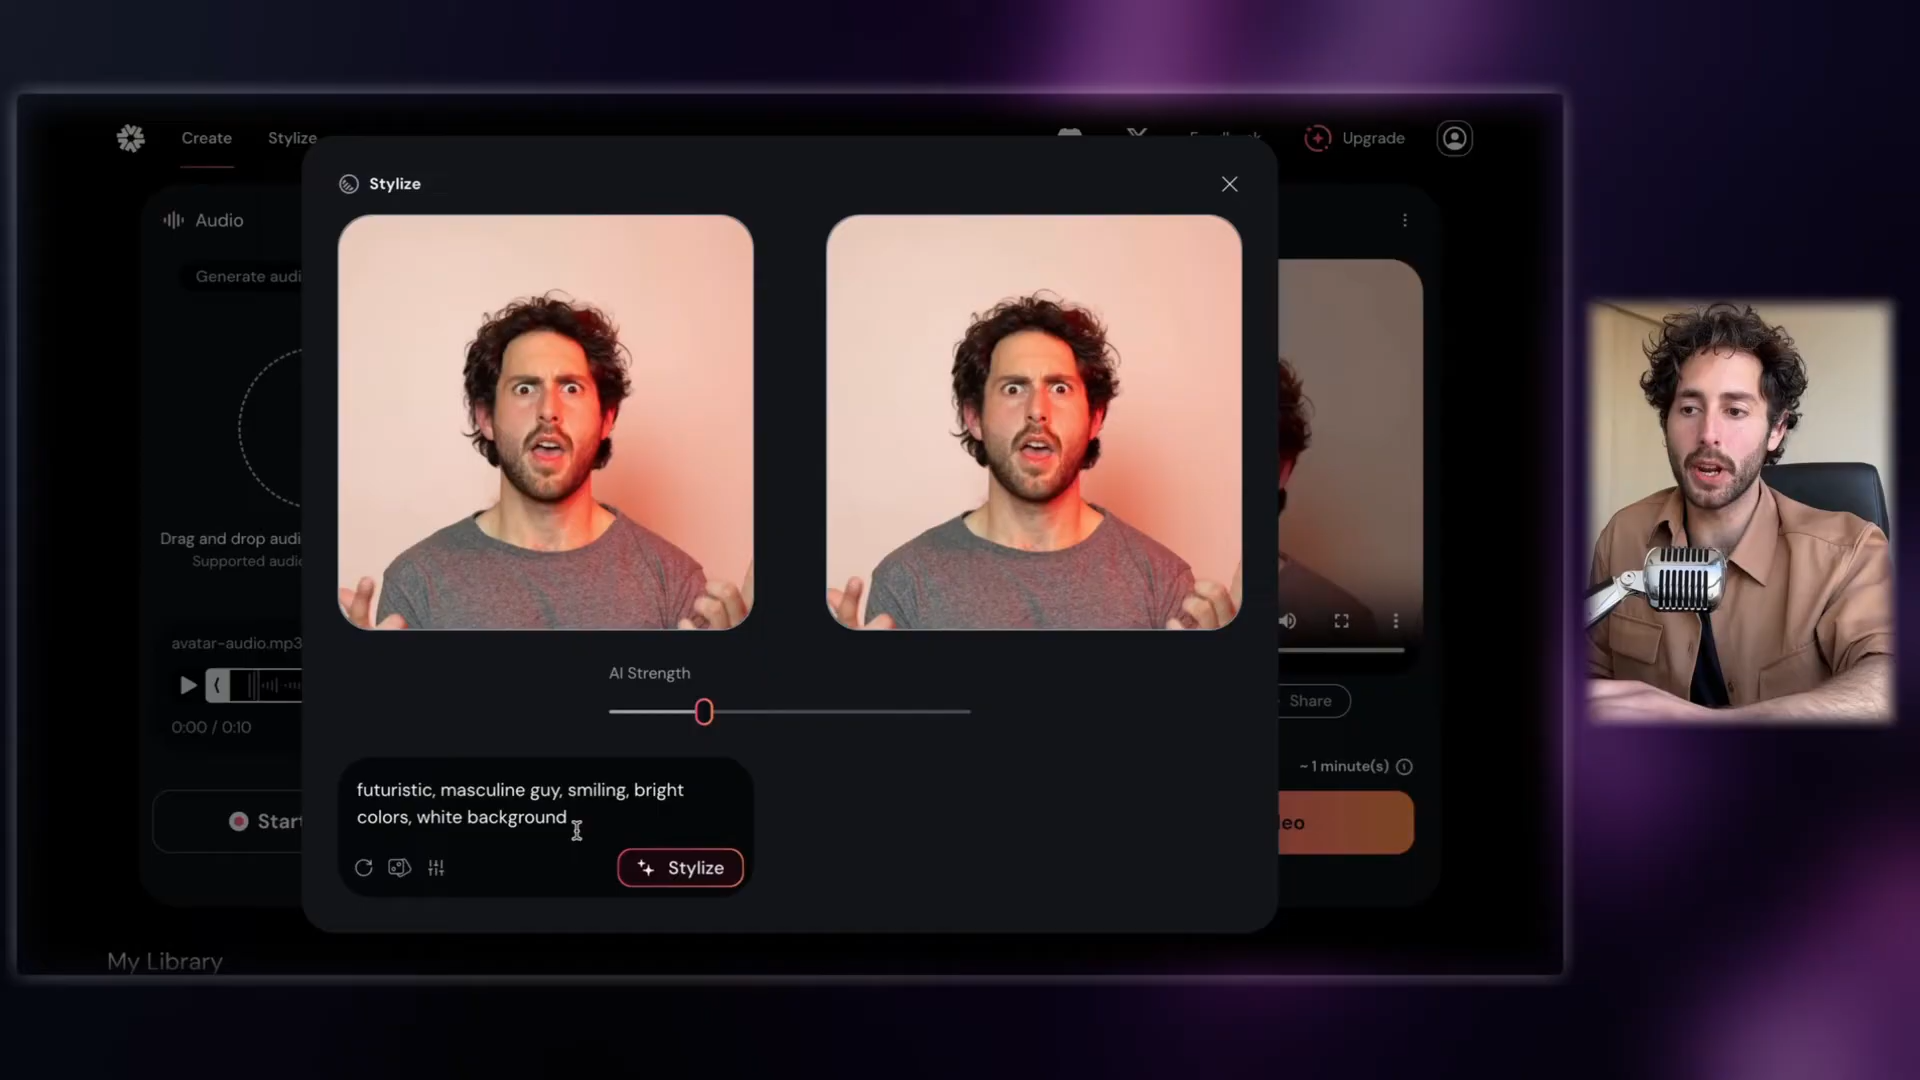 Create
Stylize
Upgrade
Stylize
Audio
Generate audi
Drag and drop audi
Supported audio
avatar-audio.mp3
0:00 / 0:10
Share
AI Strength
~ 1 minute(s)
futuristic, masculine guy, smiling, bright
colors, white background
Start
eo
Stylize
My Library